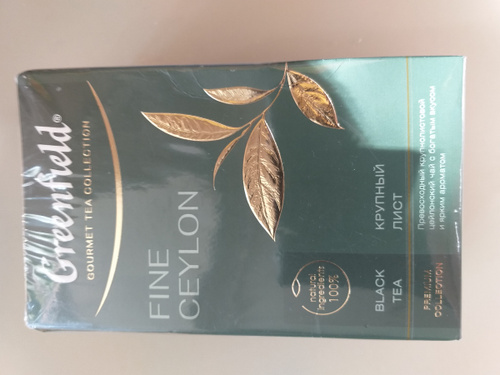 Greenfield®
GOURMET TEA COLLECTION
FINE
CEYLON
natural
ingredients
100%
BLACK
TEA
КРУПНЫЙ
ЛИСТ
PREMIUM
COLLECTION
Превосходный крупнолистовой
цейлонский чай с богатым вкусом
и ярким ароматом